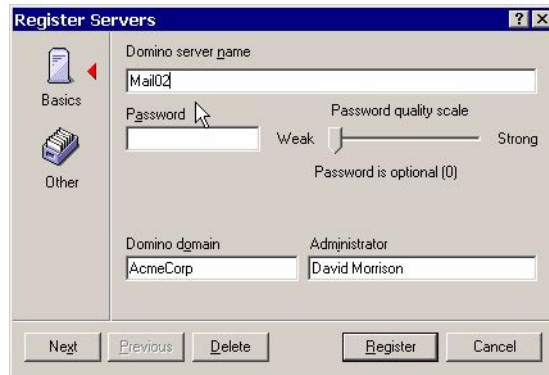 Register Servers
Basics
Other
Domino server name
Mail02
Password
Password quality scale
Weak
Strong
Password is optional (0)
Domino domain
Administrator
AcmeCorp
David Morrison
Next
Previous
Delete
Register
Cancel